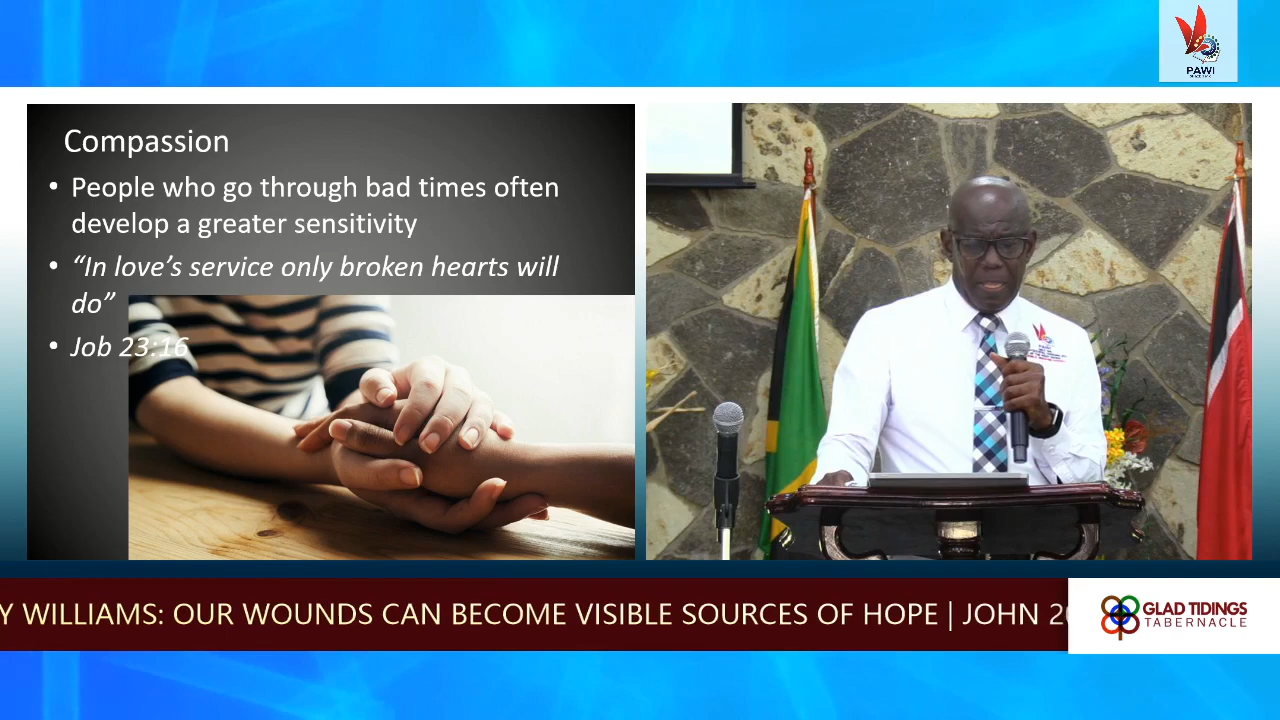 PAWI
Compassion
• People who go through bad times often
develop a greater sensitivity
• “In love’s service only broken hearts will
do”
• Job 23:16
Y WILLIAMS: OUR WOUNDS CAN BECOME VISIBLE SOURCES OF HOPE | JOHN 20
GLAD TIDINGS
TABERNACLE